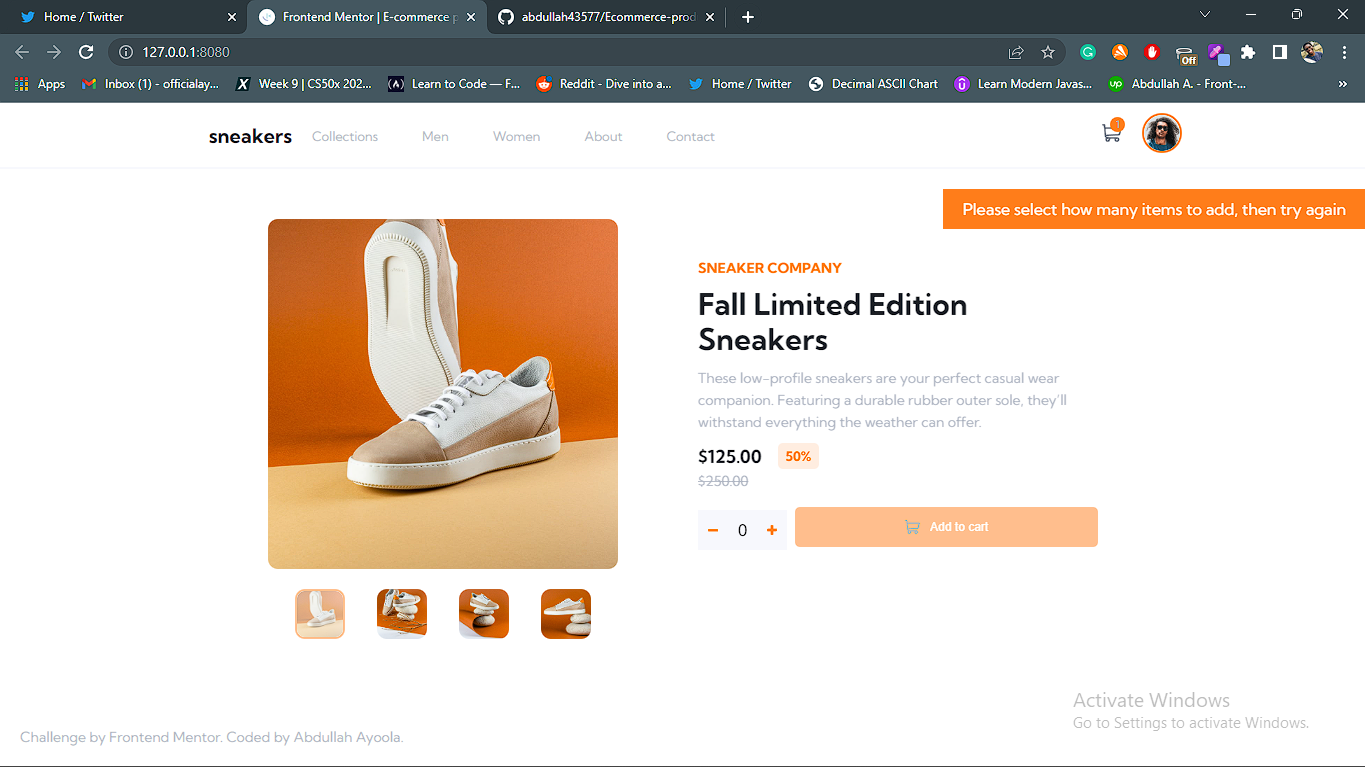 Home / Twitter
Frontend Mentor | E-commerce p
abdullah43577/Ecommerce-prod
127.0.0.1:8080
Off
Apps
Inbox (1) - officialay...
Week 9 | CS50x 202...
Learn to Code — F...
Reddit - Dive into a...
Home / Twitter
Decimal ASCII Chart
Learn Modern Javas...
Abdullah A. - Front-...
sneakers
Collections
Men
Women
About
Contact
Please select how many items to add, then try again
SNEAKER COMPANY
Fall Limited Edition
Sneakers
These low-profile sneakers are your perfect casual wear
companion. Featuring a durable rubber outer sole, they'll
withstand everything the weather can offer.
$125.00 50%
$250.00
0
Add to cart
Activate Windows
Go to Settings to activate Windows.
Challenge by Frontend Mentor. Coded by Abdullah Ayoola.